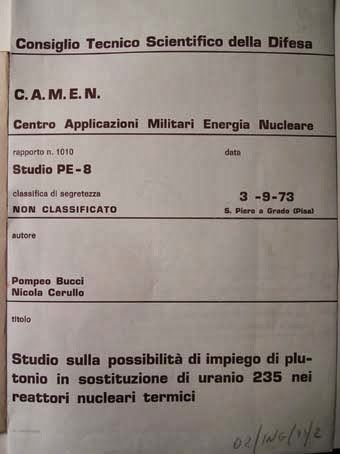 Consiglio Tecnico Scientifico della Difesa
C.A.M.E.N.
Centro Applicazioni Militari Energia Nucleare
rapporto n. 1010 data
Studio PE-8
classifica di segretezza 3 -9-73
NON CLASSIFICATO S. Piero a Grado (Pisa)
autore
Pompeo Bucci
Nicola Cerullo
titolo
Studio sulla possibilità di impiego di plu-
tonio in sostituzione di uranio 235 nei
reattori nucleari termici